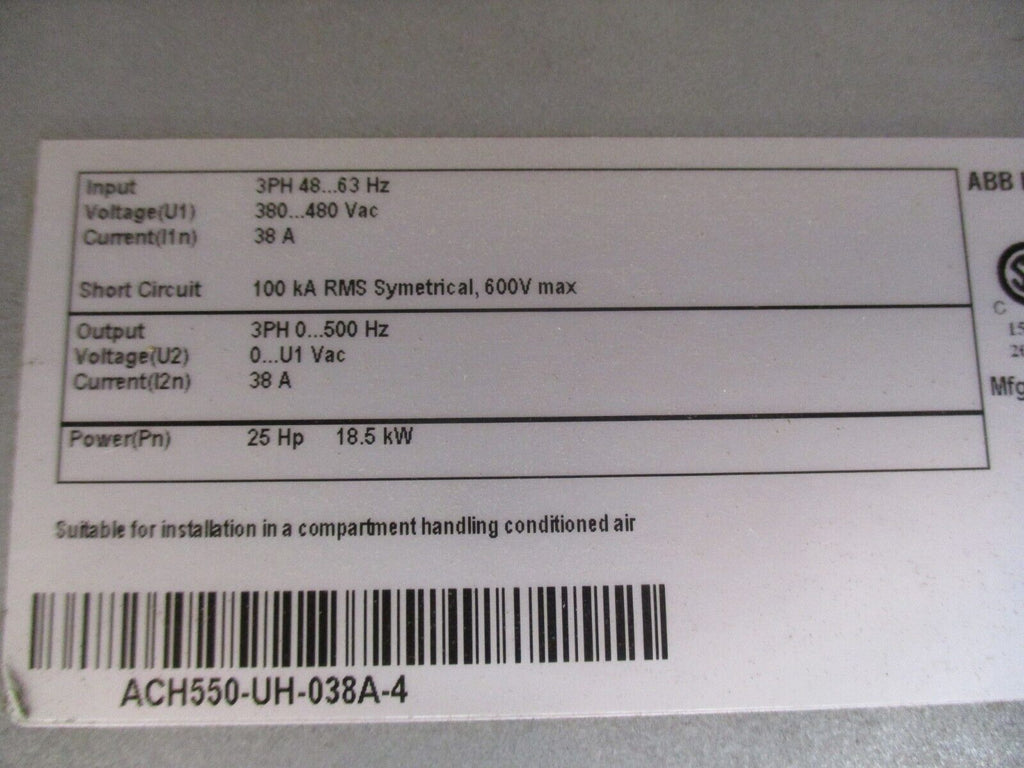 Input 3PH 48...63 Hz
Voltage(U1) 380...480 Vac
Current(I1n) 38 A
Short Circuit 100 kA RMS Symetrical, 600V max
Output 3PH 0...500 Hz
Voltage(U2) 0...U1 Vac
Current(I2n) 38 A
Power(Pn) 25 Hp 18.5 kW
Suitable for installation in a compartment handling conditioned air
ACH550-UH-038A-4
ABB
C
Mfg